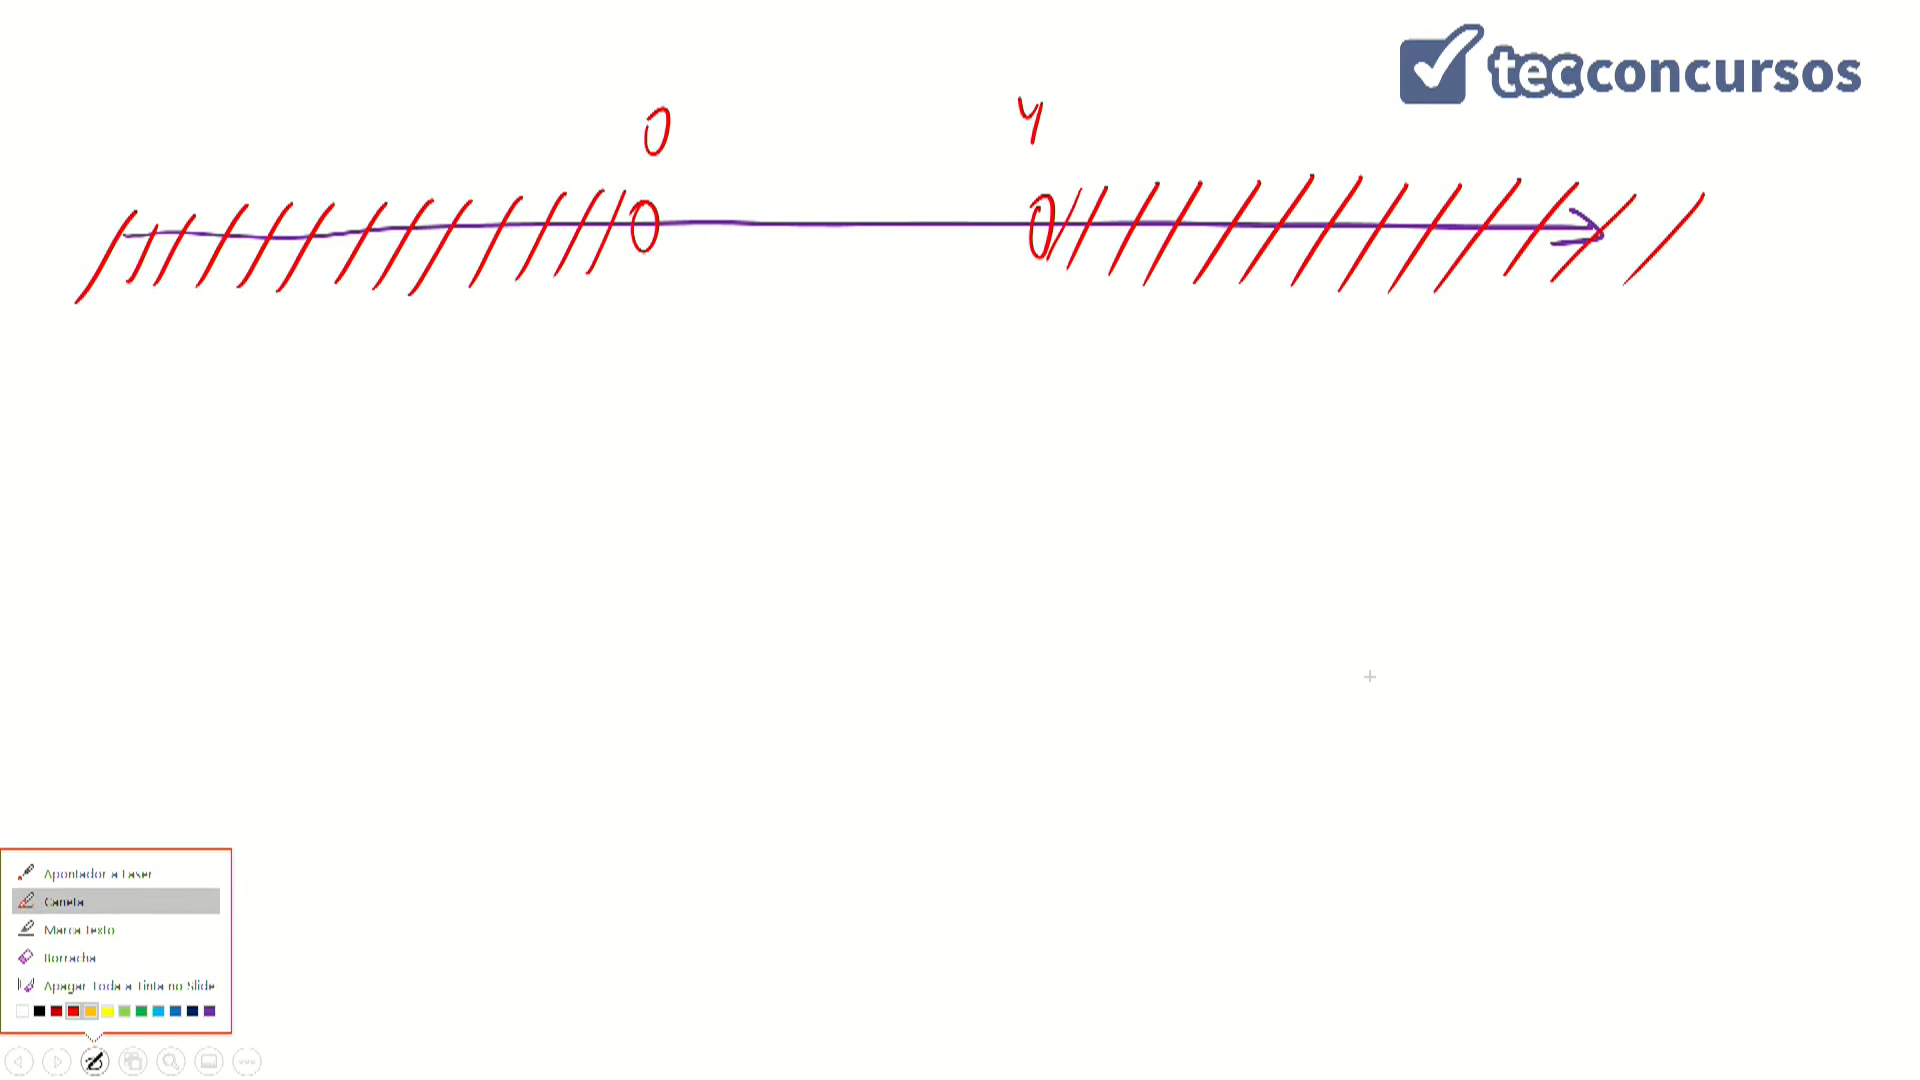 tecconcursos
0 4
Apontador a Laser
Caneta
Marca Texto
Borracha
Apagar Toda a Tinta no Slide